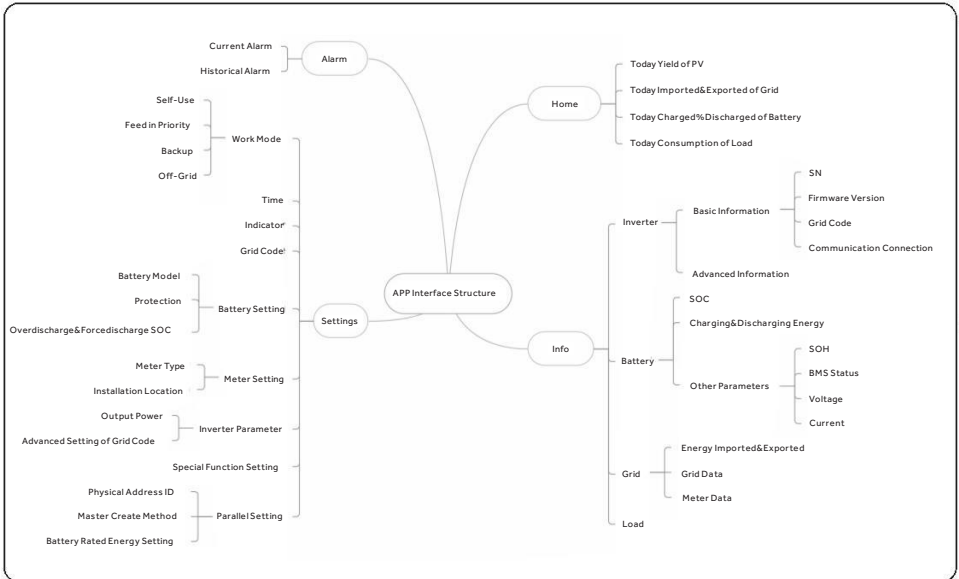 APP Interface Structure
Alarm
Current Alarm
Historical Alarm
Home
Today Yield of PV
Today Imported&Exported of Grid
Today Charged%Discharged of Battery
Today Consumption of Load
Settings
Work Mode
Self-Use
Feed in Priority
Backup
Off-Grid
Time
Indicator
Grid Code
Battery Setting
Battery Model
Protection
Overdischarge&Forcedischarge SOC
Meter Setting
Meter Type
Installation Location
Inverter Parameter
Output Power
Advanced Setting of Grid Code
Special Function Setting
Parallel Setting
Physical Address ID
Master Create Method
Battery Rated Energy Setting
Info
Inverter
Basic Information
SN
Firmware Version
Grid Code
Communication Connection
Advanced Information
Battery
SOC
Charging&Discharging Energy
Other Parameters
SOH
BMS Status
Voltage
Current
Grid
Energy Imported&Exported
Grid Data
Meter Data
Load